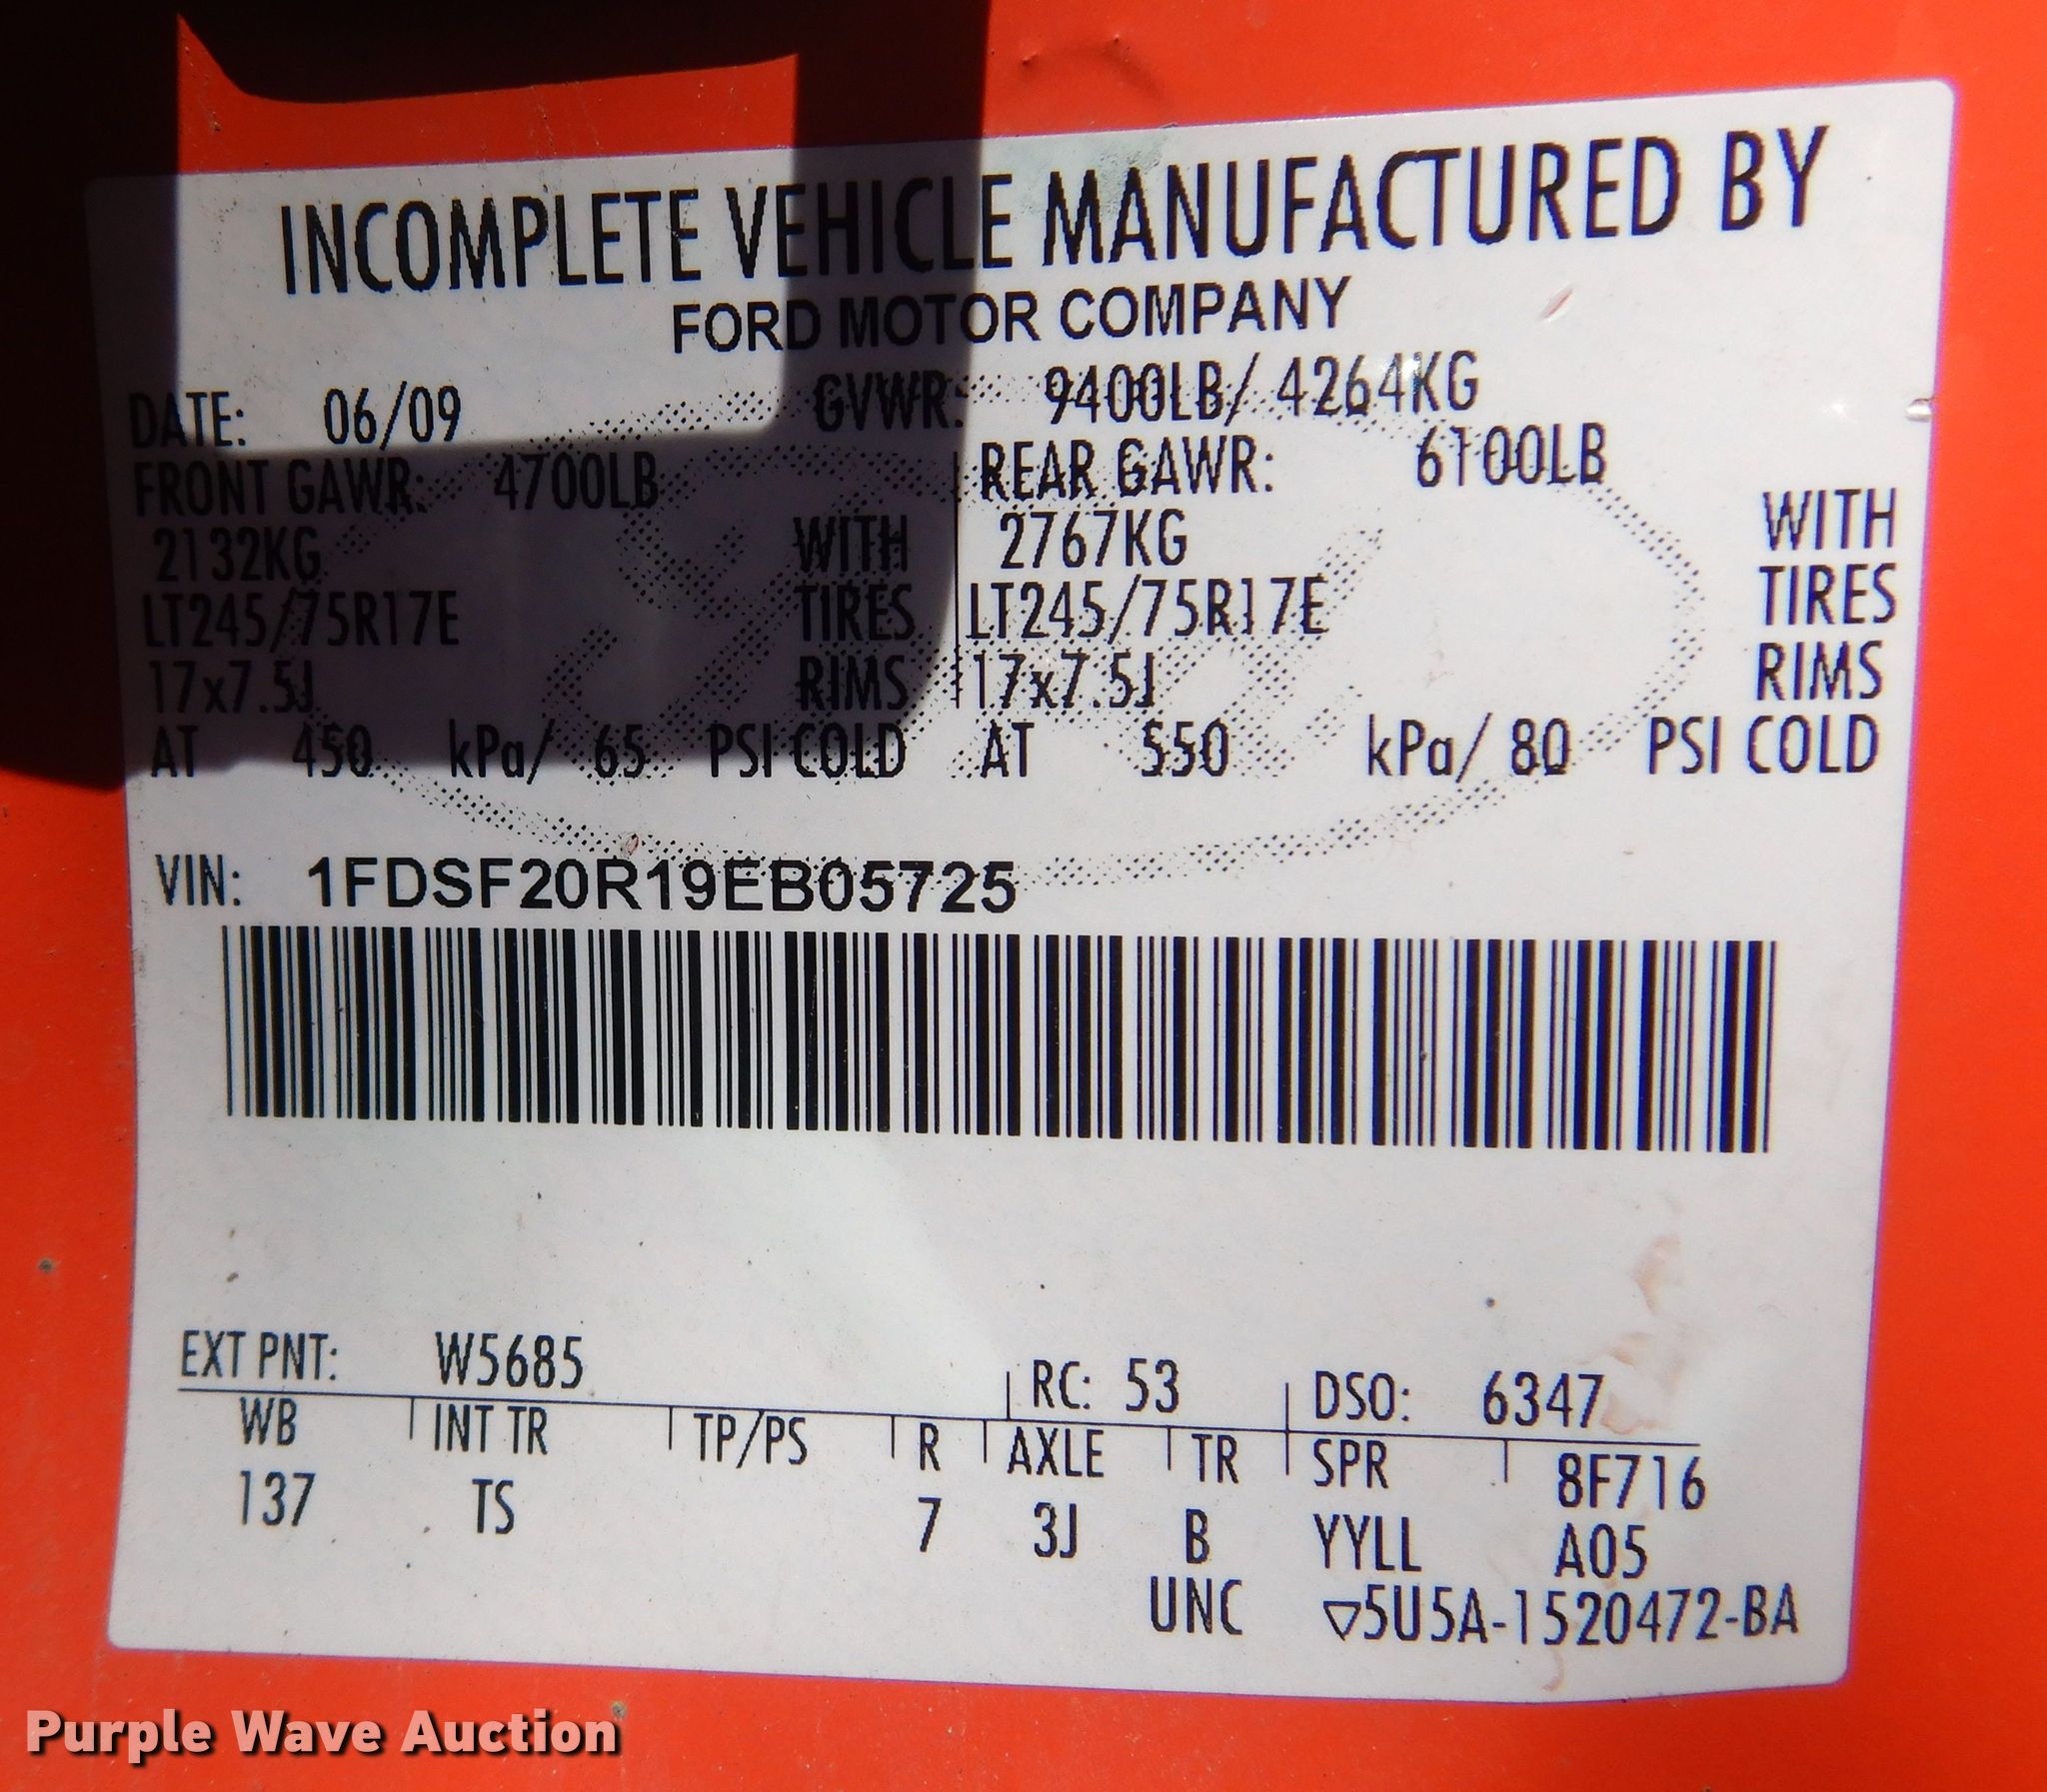 INCOMPLETE VEHICLE MANUFACTURED BY
FORD MOTOR COMPANY
DATE: 06/09 GVWR: 9400LB/ 4264KG
FRONT GAWR: 4700LB REAR GAWR: 6100LB
2132KG WITH 2767KG WITH
LT245/75R17E TIRES LT245/75R17E TIRES
17x7.5J RIMS 17x7.5J RIMS
AT 450 kPa/ 65 PSI COLD AT 550 kPa/ 80 PSI COLD
VIN: 1FDSF20R19EB05725
EXT PNT: W5685 RC: 53 DSO: 6347
WB INT TR TP/PS R AXLE TR SPR 8F716
137 TS 7 3J B YYLL A05
UNC ▽5U5A-1520472-BA
Purple Wave Auction